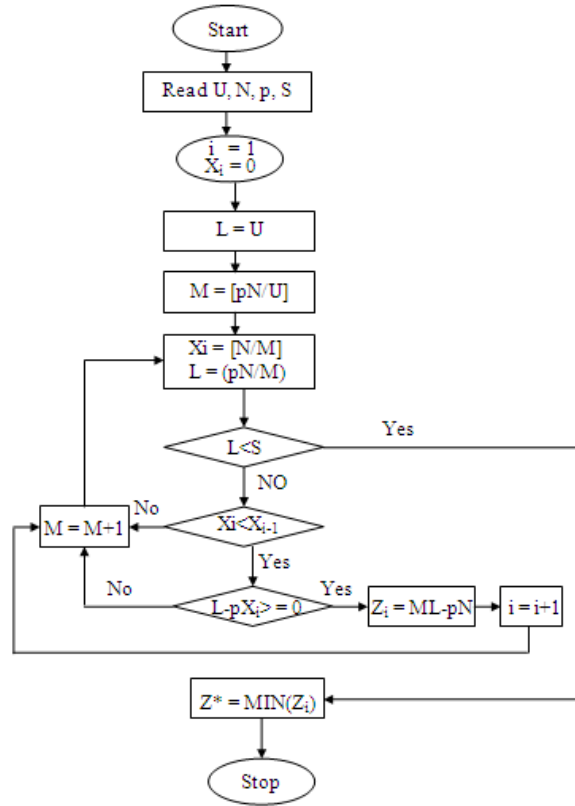 Start
Read U, N, p, S
i = 1
Xᵢ = 0
L = U
M = [pN/U]
Xi = [N/M]
L = (pN/M)
L<S
Yes
NO
Xi<Xᵢ₋₁
No
M = M+1
Yes
L-pXᵢ> = 0
No
Yes
Zᵢ = ML-pN
i = i+1
Z* = MIN(Zᵢ)
Stop